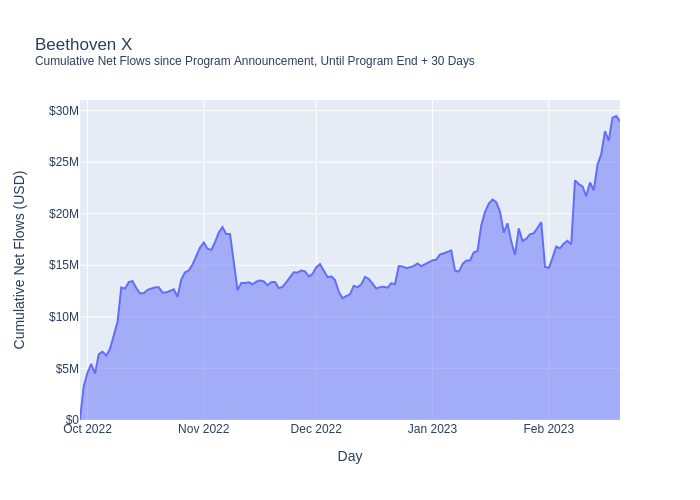 Beethoven X
Cumulative Net Flows since Program Announcement, Until Program End + 30 Days
Cumulative Net Flows (USD)
$30M
$25M
$20M
$15M
$10M
$5M
$0
Oct 2022 Nov 2022 Dec 2022 Jan 2023 Feb 2023
Day